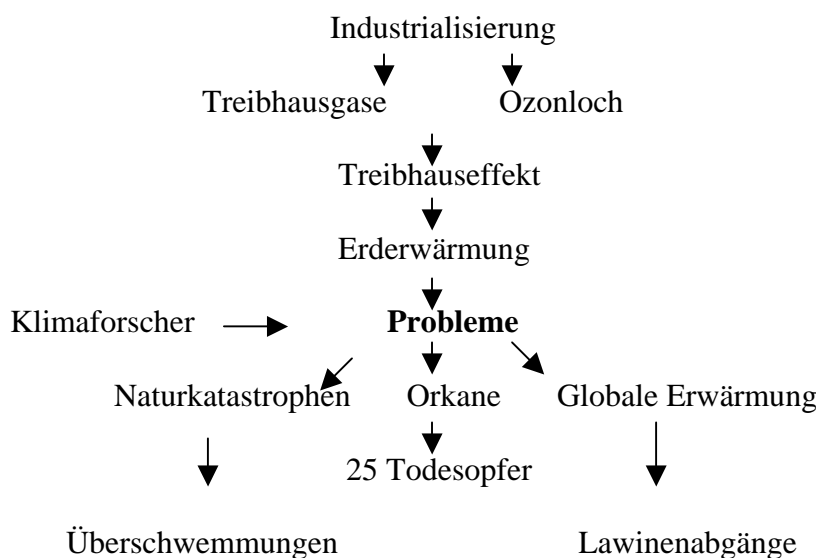 Industrialisierung
Treibhausgase Ozonloch
Treibhauseffekt
Erderwärmung
Klimaforscher Probleme
Naturkatastrophen Orkane Globale Erwärmung
25 Todesopfer
Überschwemmungen Lawinenabgänge